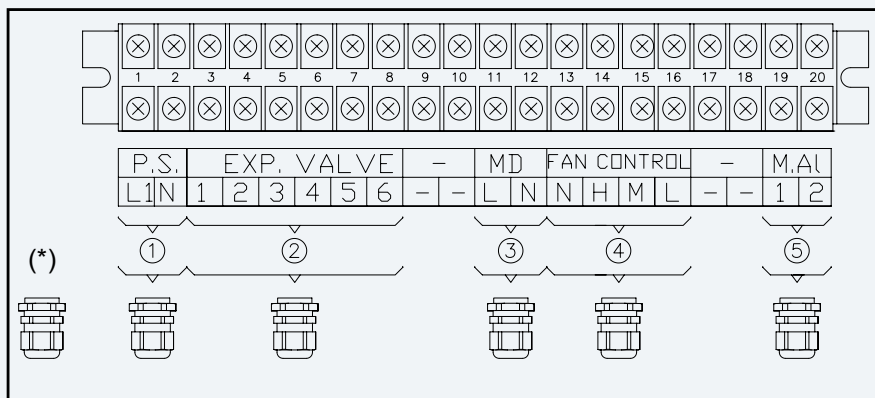 1 2 3 4 5 6 7 8 9 10 11 12 13 14 15 16 17 18 19 20
P.S. EXP. VALVE - MD FAN CONTROL - M.Al
L1 N 1 2 3 4 5 6 - - L N N H M L - - 1 2
(*) 1 2 3 4 5